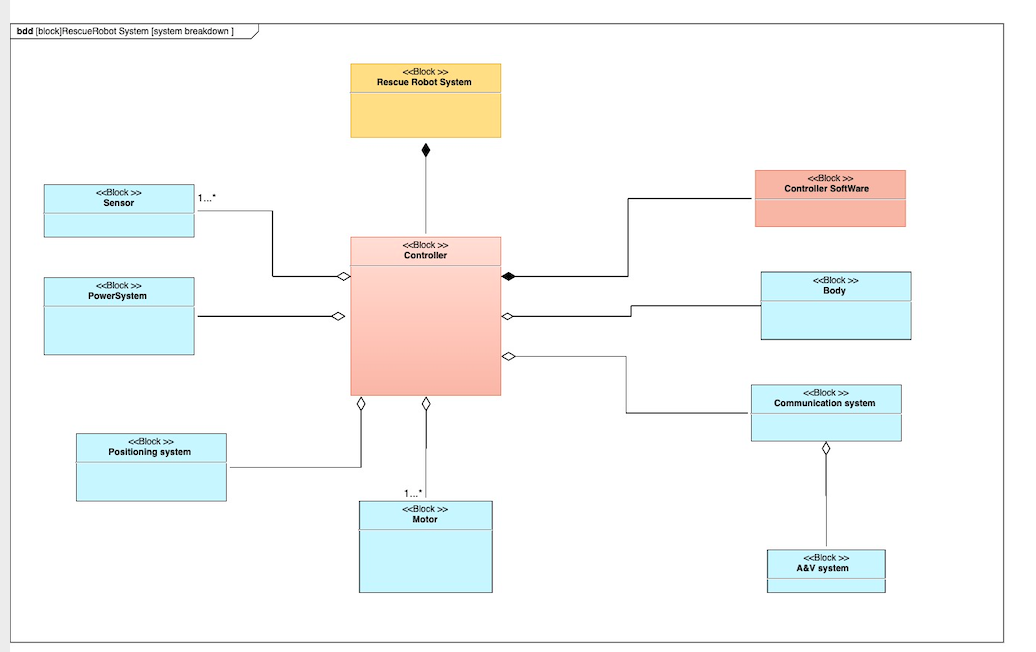 bdd [block]RescueRobot System [system breakdown ]
<<Block >>
Rescue Robot System
<<Block >>
Sensor
1...*
<<Block >>
Controller SoftWare
<<Block >>
Controller
<<Block >>
PowerSystem
<<Block >>
Body
<<Block >>
Communication system
<<Block >>
Positioning system
1...*
<<Block >>
Motor
<<Block >>
A&V system